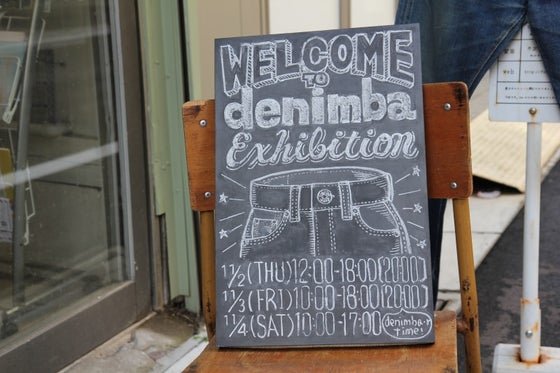 WELCOME
TO
denimba
Exhibition
11/2 (THU) 12:00-18:00 (20:00)
11/3 (FRI) 10:00-18:00 (20:00)
11/4 (SAT) 10:00-17:00
denimba-r
time!